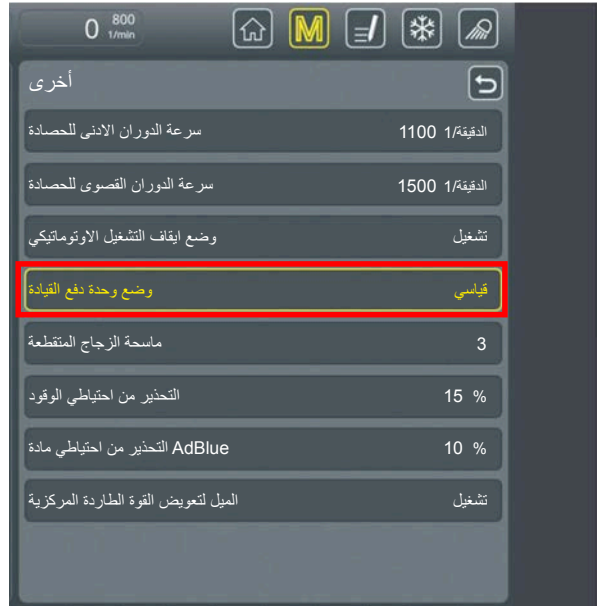 0 800 1/min
أخرى
سرعة الدوران الادنى للحصادة 1100 الدقيقة/1
سرعة الدوران القصوى للحصادة 1500 الدقيقة/1
وضع ايقاف التشغيل الاوتوماتيكي تشغيل
وضع وحدة دفع القيادة قياسي
ماسحة الزجاج المتقطعة 3
التحذير من احتياطي الوقود 15 %
التحذير من احتياطي مادة AdBlue 10 %
الميل لتعويض القوة الطاردة المركزية تشغيل